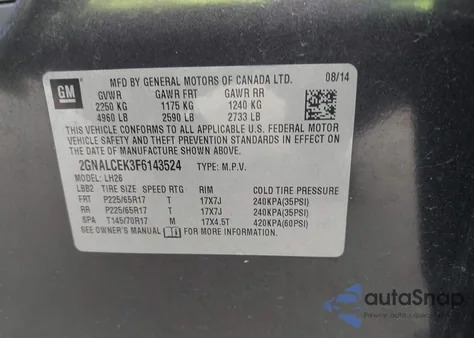 GM
MFD BY GENERAL MOTORS OF CANADA LTD. 08/14
GVWR GAWR FRT GAWR RR
2250 KG 1175 KG 1240 KG
4960 LB 2590 LB 2733 LB
THIS VEHICLE CONFORMS TO ALL APPLICABLE U.S. FEDERAL MOTOR
VEHICLE SAFETY AND THEFT PREVENTION STANDARDS IN EFFECT
ON THE DATE OF MANUFACTURE SHOWN ABOVE.
2GNALCEK3F6143524 TYPE: M.P.V.
MODEL: LH26
LBB2 TIRE SIZE SPEED RTG RIM COLD TIRE PRESSURE
FRT P225/65R17 T 17X7J 240KPA(35PSI)
RR P225/65R17 T 17X7J 240KPA(35PSI)
SPA T145/70R17 M 17X4.5T 420KPA(60PSI)
SEE OWNER'S MANUAL FOR MORE INFORMATION.
autoSnap
www.autosnap.com